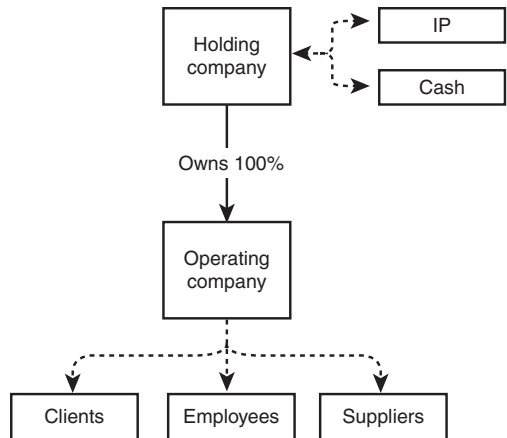 Holding
company
IP
Cash
Owns 100%
Operating
company
Clients
Employees
Suppliers